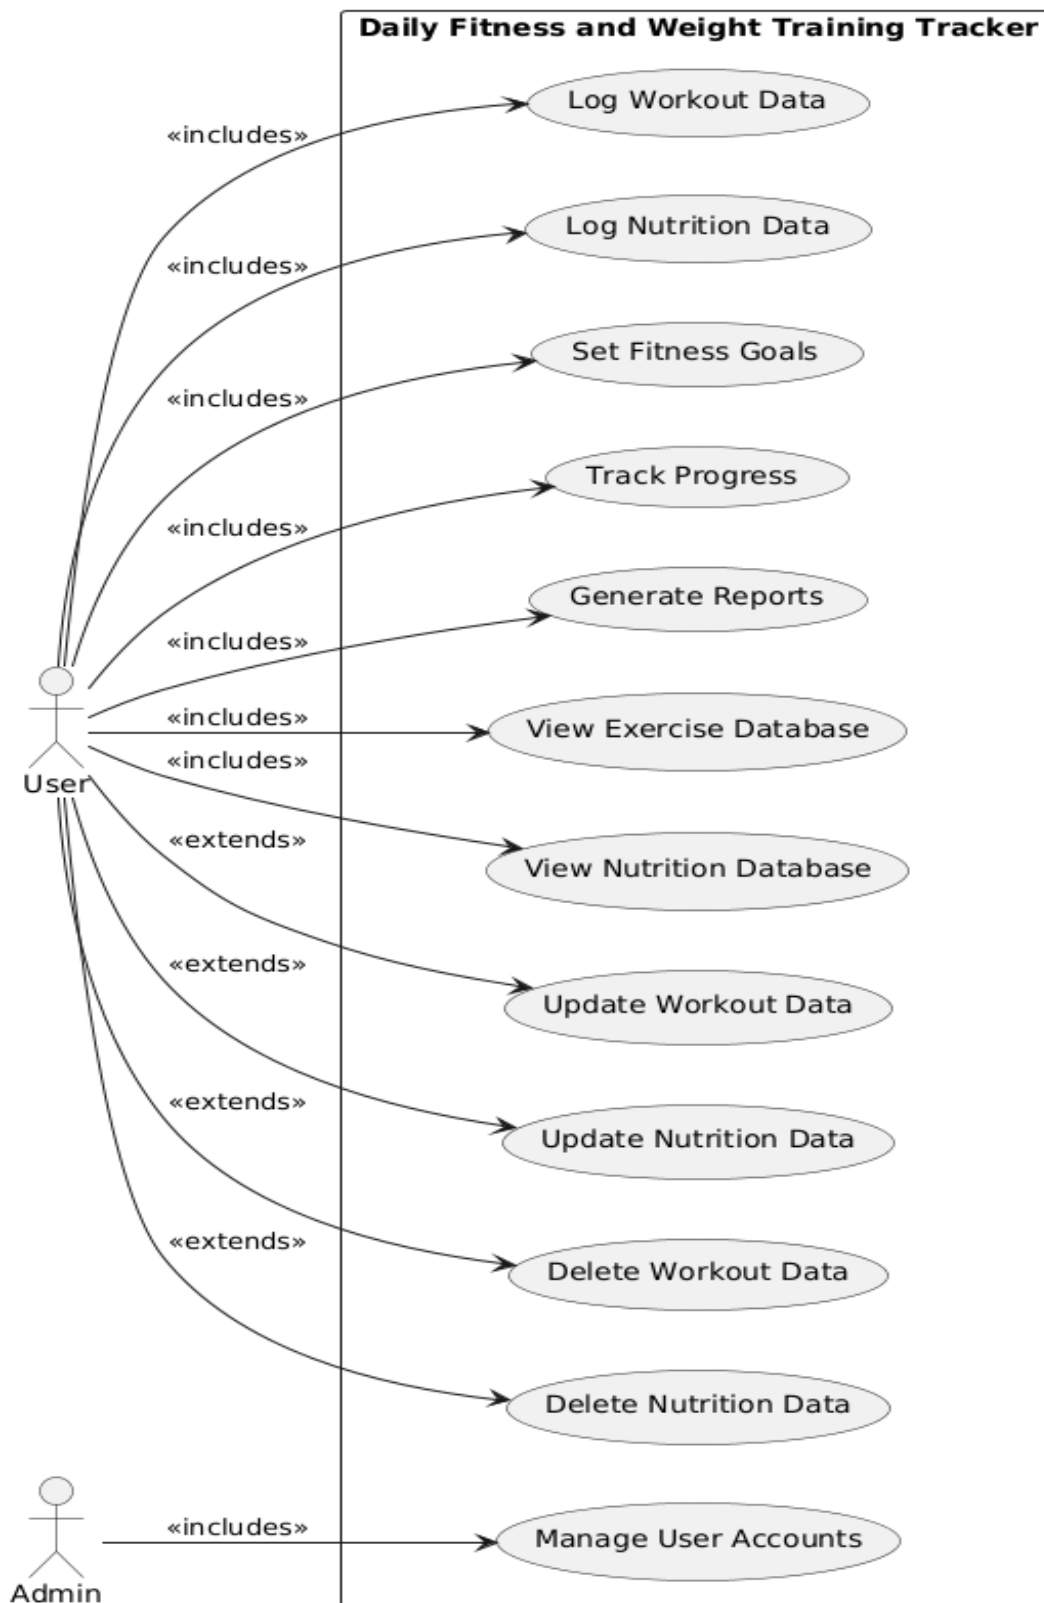 Daily Fitness and Weight Training Tracker
Log Workout Data
«includes»
Log Nutrition Data
«includes»
Set Fitness Goals
«includes»
Track Progress
«includes»
Generate Reports
«includes»
«includes»
View Exercise Database
«includes»
User
«extends»
View Nutrition Database
«extends»
Update Workout Data
«extends»
Update Nutrition Data
«extends»
Delete Workout Data
Delete Nutrition Data
«includes»
Manage User Accounts
Admin